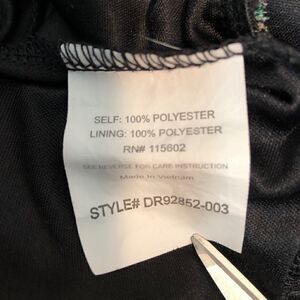 SELF: 100% POLYESTER
LINING: 100% POLYESTER
RN# 115602
SEE REVERSE FOR CARE INSTRUCTION
Made In Vietnam
STYLE# DR92852-003